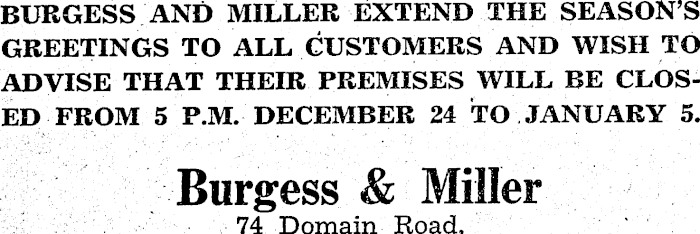 BURGESS AND MILLER EXTEND THE SEASON'S
GREETINGS TO ALL CUSTOMERS AND WISH TO
ADVISE THAT THEIR PREMISES WILL BE CLOS-
ED FROM 5 P.M. DECEMBER 24 TO JANUARY 5.
Burgess & Miller
74 Domain Road,